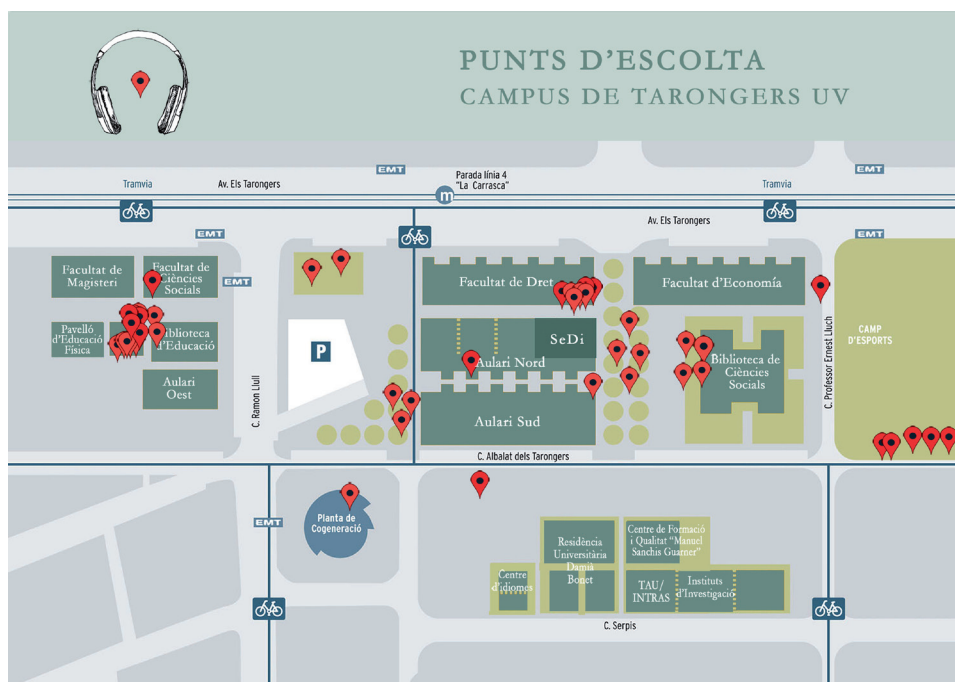 PUNTS D'ESCOLTA
CAMPUS DE TARONGERS UV
EMT
Parada línia 4
"La Carrasca"
EMT
Tramvia
Av. Els Tarongers
m
Tramvia
Av. Els Tarongers
EMT
EMT
Facultat de
Magisteri
Facultat de
Ciències
Socials
EMT
Facultat de Dret
Facultat d'Economía
Pavelló
d'Educació
Física
Biblioteca
d'Educació
P
SeDi
Aulari Nord
Biblioteca de
Ciències
Socials
CAMP
D'ESPORTS
C. Professor Ernest Lluch
Aulari
Oest
C. Ramon Llull
Aulari Sud
C. Albalat dels Tarongers
EMT
Planta de
Cogeneració
Residència
Universitària
Damià
Bonet
Centre de Formació
i Qualitat "Manuel
Sanchis Guarner"
Centre
d'idiomes
TAU/
INTRAS
Instituts
d'Investigació
C. Serpis